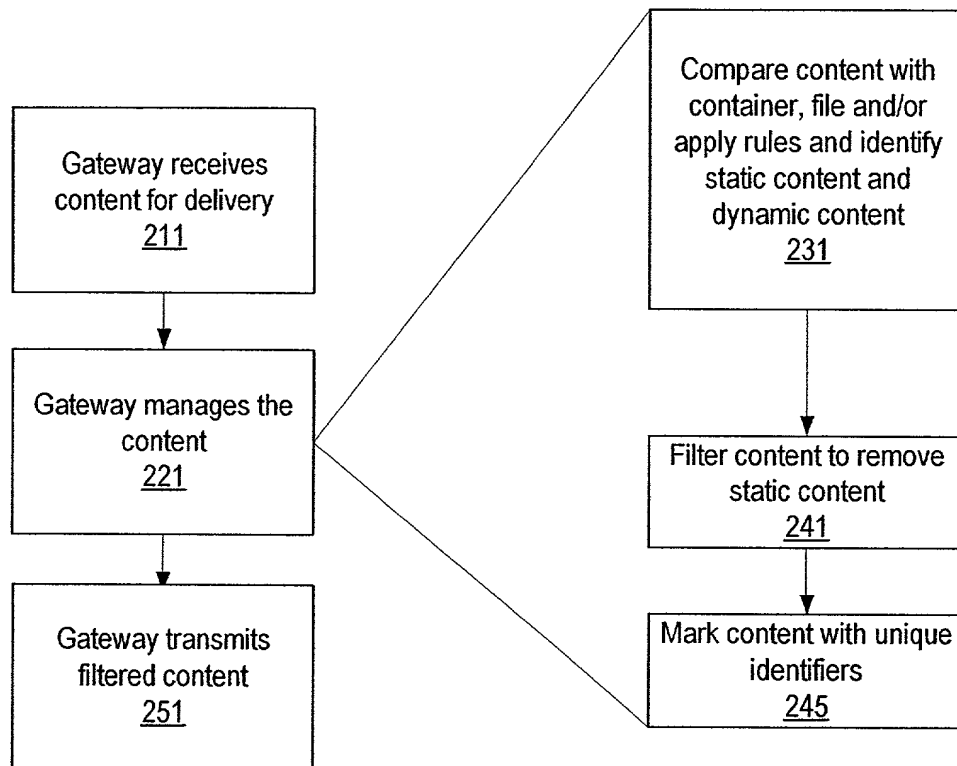 Gateway receives
content for delivery
211
Gateway manages the
content
221
Gateway transmits
filtered content
251
Compare content with
container, file and/or
apply rules and identify
static content and
dynamic content
231
Filter content to remove
static content
241
Mark content with unique
identifiers
245